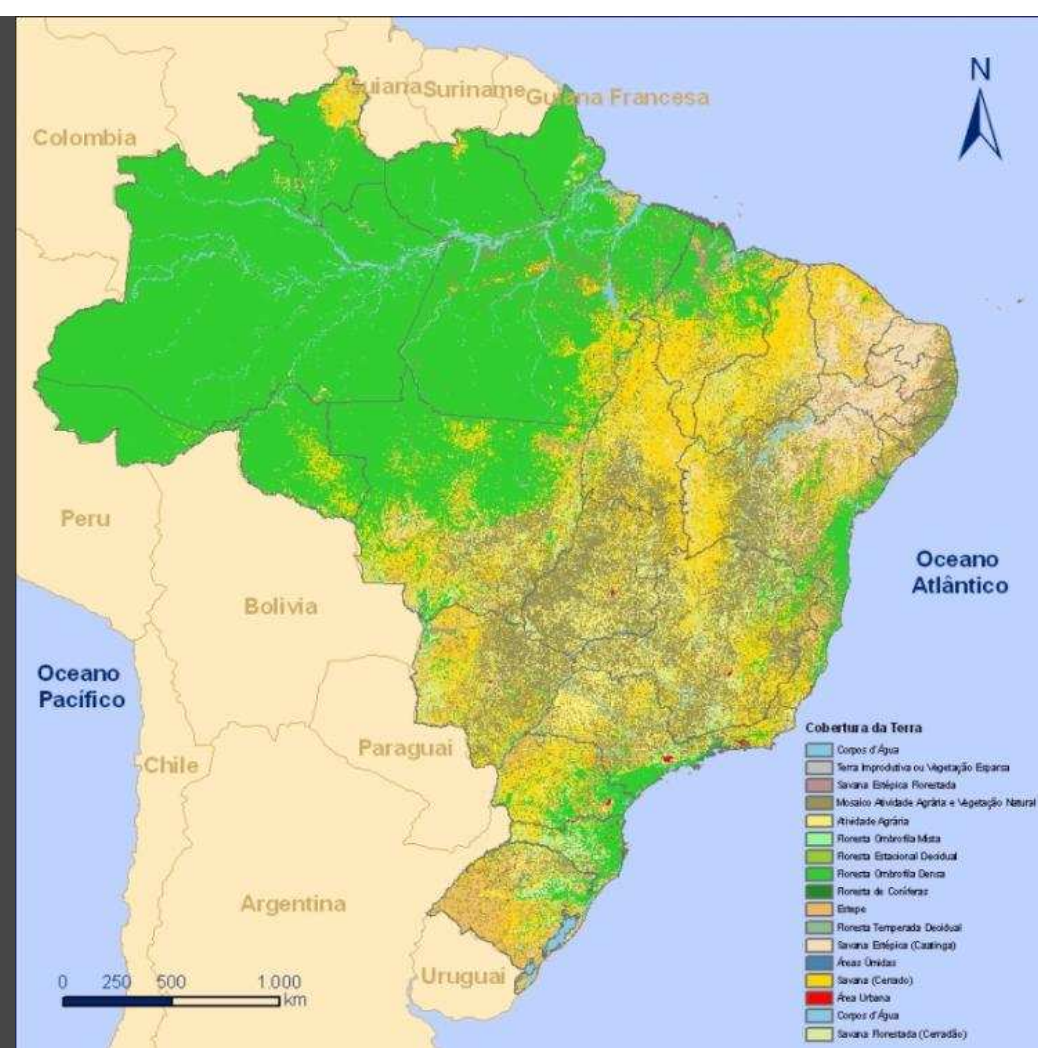 N
Guiana
Suriname
Guiana Francesa
Colombia
Peru
Bolivia
Oceano
Atlântico
Oceano
Pacífico
Paraguai
Chile
Argentina
Uruguai
0 250 500 1.000
km
Cobertura da Terra
Corpos d'Água
Terra Improdutiva ou Vegetação Esparsa
Savana Estépica Florestada
Mosaico Atividade Agrária e Vegetação Natural
Atividade Agrária
Floresta Ombrófila Mista
Floresta Estacional Decidual
Floresta Ombrófila Densa
Floresta de Coníferas
Estepe
Floresta Temperada Decidual
Savana Estépica (Caatinga)
Áreas Úmidas
Savana (Cerrado)
Área Urbana
Corpos d'Água
Savana Florestada (Cerradão)